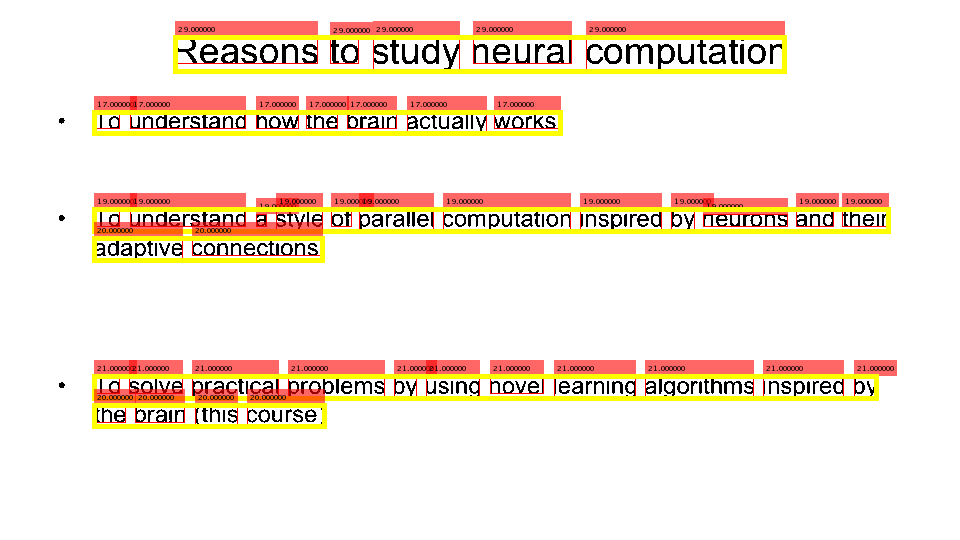 29.000000 29.000000 29.000000 29.000000 29.000000
Reasons to study neural computation
17.000000 17.000000 17.000000 17.000000 17.000000 17.000000 17.000000
• To understand how the brain actually works
19.000000 19.000000 19.000000 19.000000 19.000000 19.000000 19.000000 19.000000 19.000000 19.000000 19.000000 19.000000
• To understand a style of parallel computation inspired by neurons and their
20.000000 20.000000
adaptive connections
21.000000 21.000000 21.000000 21.000000 21.000000 21.000000 21.000000 21.000000 21.000000 21.000000 21.000000
• To solve practical problems by using novel learning algorithms inspired by
20.000000 20.000000 20.000000 20.000000
the brain (this course)